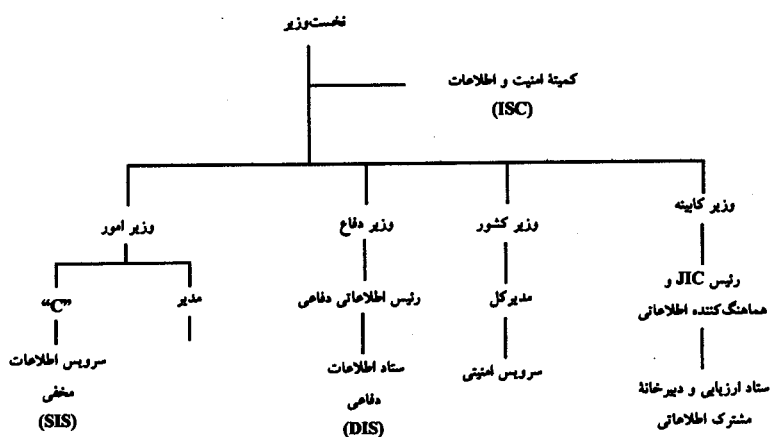 نخست‌وزیر
کمیتهٔ امنیت و اطلاعات
(ISC)
وزیر کابینه
وزیر کشور
وزیر دفاع
وزیر امور
رئیس JIC و
هماهنگ‌کننده اطلاعاتی
مدیرکل
رئیس اطلاعاتی دفاعی
مدیر
“C”
ستاد ارزیابی و دبیرخانهٔ
مشترک اطلاعاتی
سرویس امنیتی
ستاد اطلاعات
دفاعی
(DIS)
سرویس اطلاعات
مخفی
(SIS)